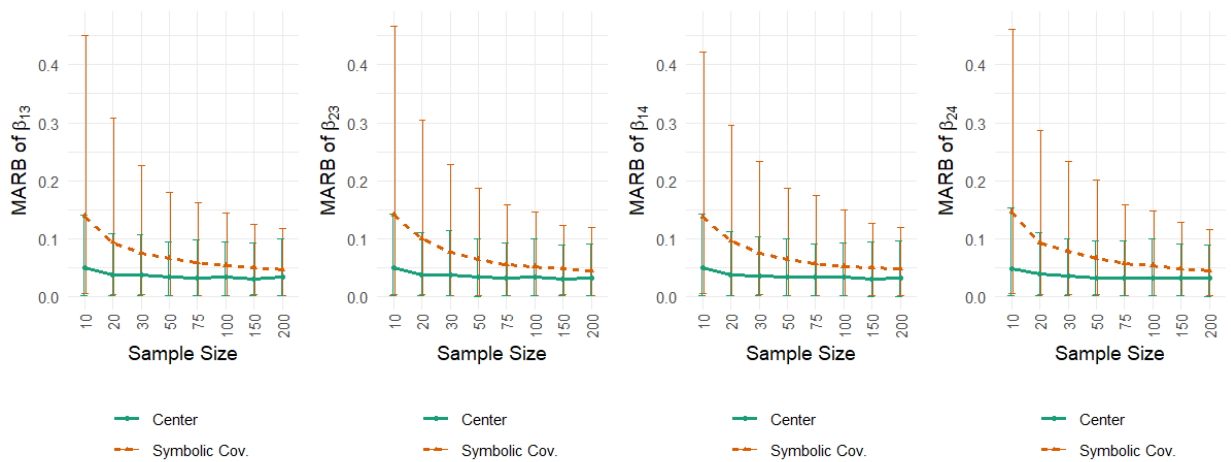 MARB of β13
0.4
0.3
0.2
0.1
0.0
10 20 30 50 75 100 150 200
Sample Size
Center
Symbolic Cov.
MARB of β23
0.4
0.3
0.2
0.1
0.0
10 20 30 50 75 100 150 200
Sample Size
Center
Symbolic Cov.
MARB of β14
0.4
0.3
0.2
0.1
0.0
10 20 30 50 75 100 150 200
Sample Size
Center
Symbolic Cov.
MARB of β24
0.4
0.3
0.2
0.1
0.0
10 20 30 50 75 100 150 200
Sample Size
Center
Symbolic Cov.